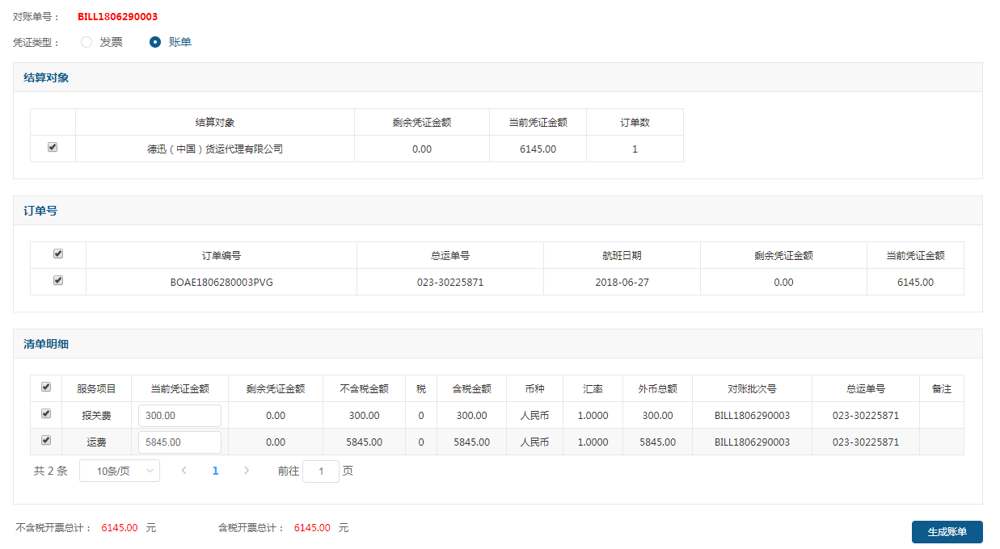 对账单号： BILL1806290003
凭证类型： 发票 账单
结算对象
结算对象 剩余凭证金额 当前凭证金额 订单数
德迅（中国）货运代理有限公司 0.00 6145.00 1
订单号
订单编号 总运单号 航班日期 剩余凭证金额 当前凭证金额
BOAE1806280003PVG 023-30225871 2018-06-27 0.00 6145.00
清单明细
服务项目 当前凭证金额 剩余凭证金额 不含税金额 税 含税金额 币种 汇率 外币总额 对账批次号 总运单号 备注
报关费 300.00 0.00 300.00 0 300.00 人民币 1.0000 300.00 BILL1806290003 023-30225871
运费 5845.00 0.00 5845.00 0 5845.00 人民币 1.0000 5845.00 BILL1806290003 023-30225871
共 2 条 10条/页 1 前往 1 页
不含税开票总计： 6145.00 元 含税开票总计： 6145.00 元
生成账单